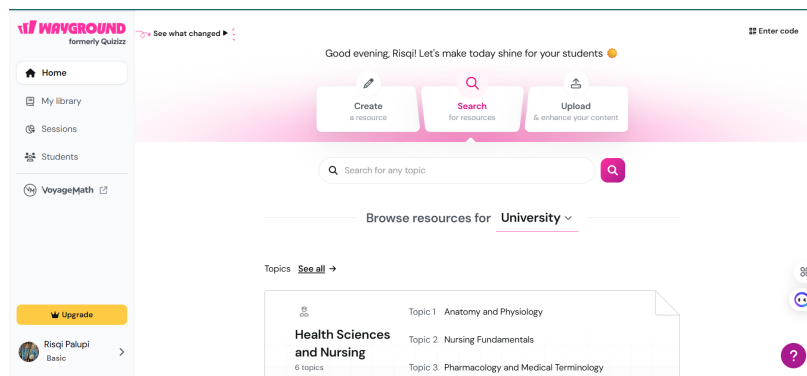 WAYGROUND
formerly Quizizz
Home
My library
Sessions
Students
VoyageMath
Upgrade
Risqi Palupi
Basic
See what changed
Enter code
Good evening, Risqi! Let's make today shine for your students
Create
a resource
Search
for resources
Upload
& enhance your content
Search for any topic
Browse resources for University
Topics See all →
Health Sciences
and Nursing
6 topics
Topic 1 Anatomy and Physiology
Topic 2 Nursing Fundamentals
Topic 3 Pharmacology and Medical Terminology
?